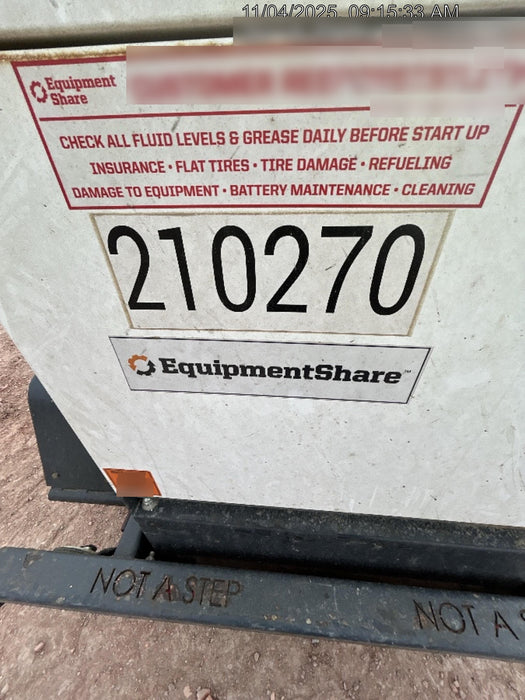 11/04/2025 09:15:33 AM
Equipment
Share
CHECK ALL FLUID LEVELS & GREASE DAILY BEFORE START UP
INSURANCE • FLAT TIRES • TIRE DAMAGE • REFUELING
DAMAGE TO EQUIPMENT • BATTERY MAINTENANCE • CLEANING
210270
EquipmentShare™
NOT A STEP
NOT A